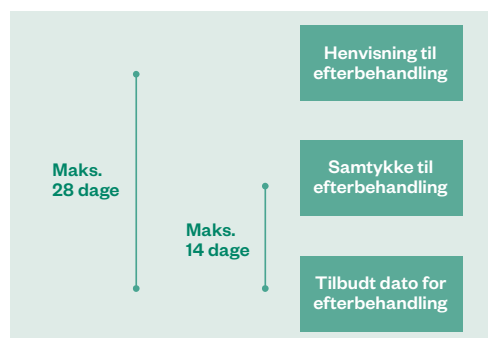 Henvisning til
efterbehandling
Maks.
28 dage
Samtykke til
efterbehandling
Maks.
14 dage
Tilbudt dato for
efterbehandling